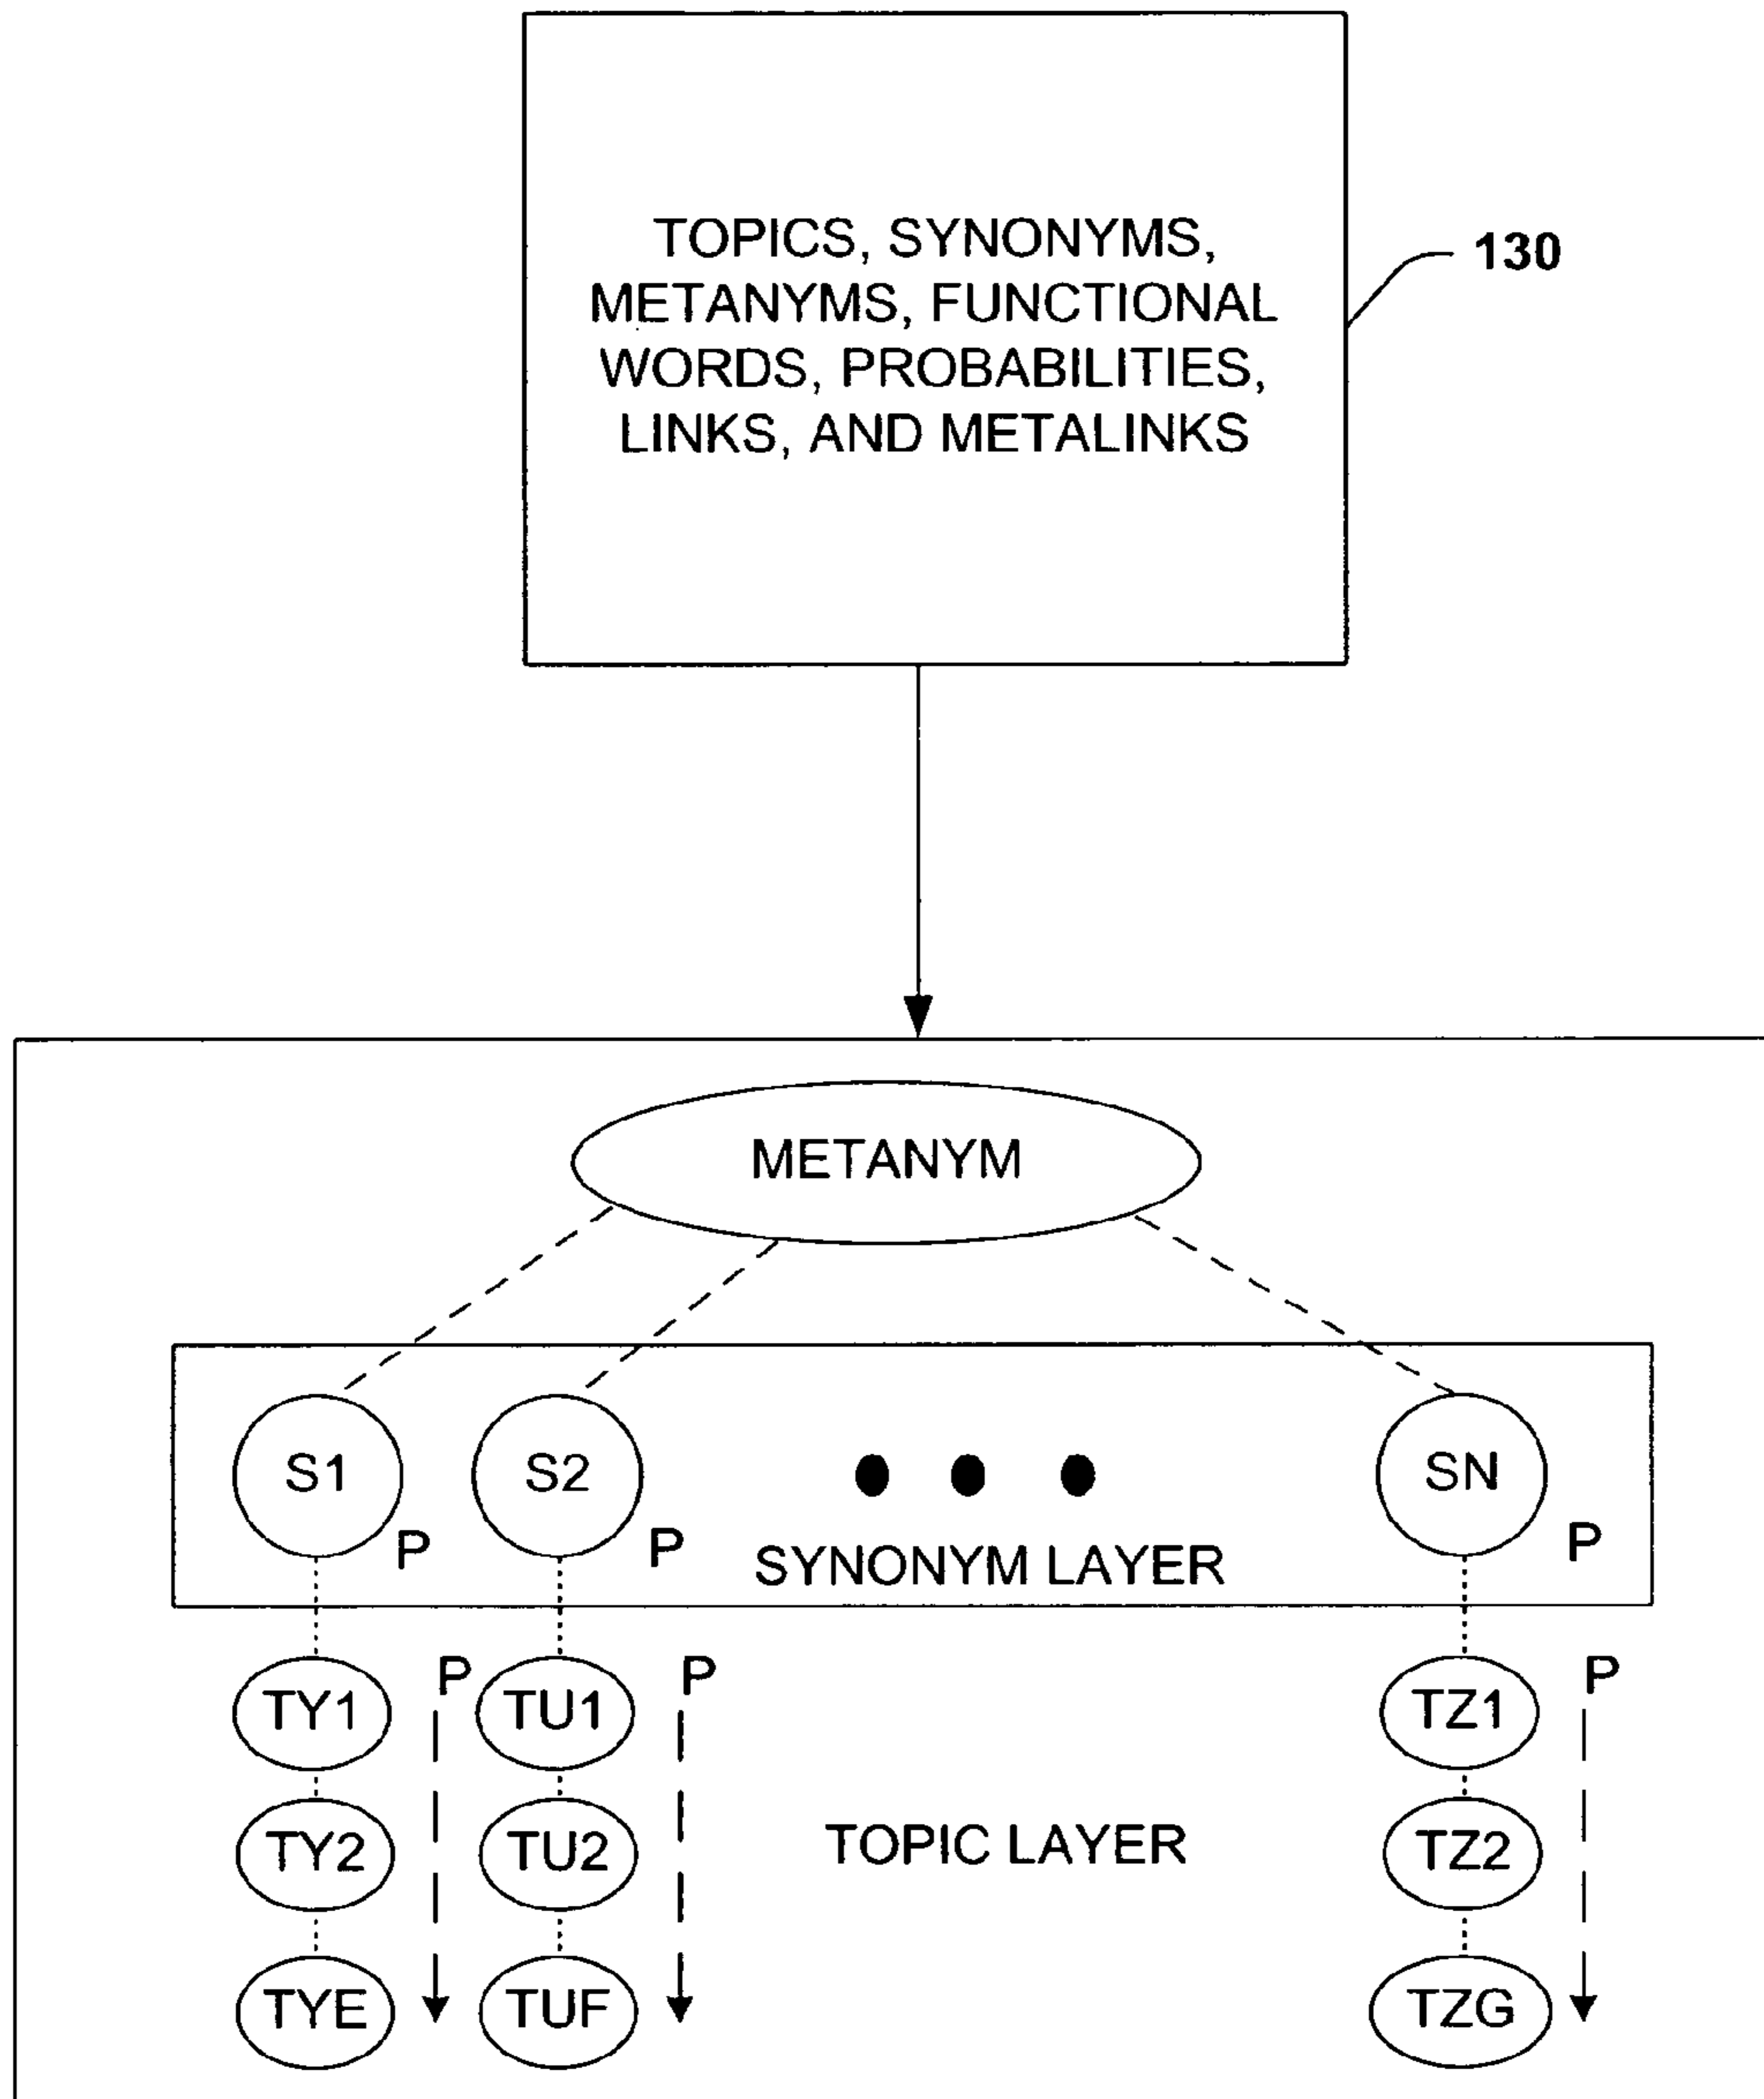 TOPICS, SYNONYMS,
METANYMS, FUNCTIONAL
WORDS, PROBABILITIES,
LINKS, AND METALINKS
130
METANYM
S1 S2 SN
P P P
SYNONYM LAYER
P P P
TY1 TU1 TZ1
TY2 TU2 TOPIC LAYER TZ2
TYE TUF TZG